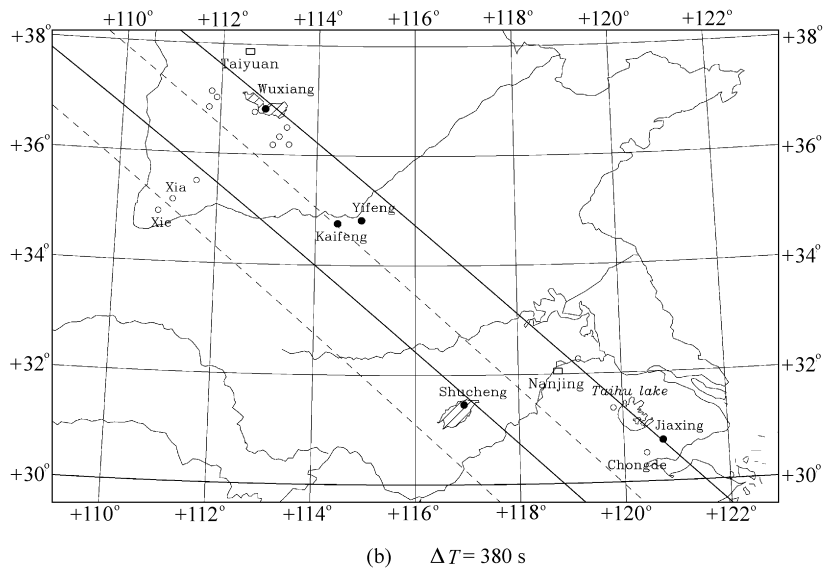 +110° +112° +114° +116° +118° +120° +122°
+38° +38°
Taiyuan
Wuxiang
+36° +36°
Xia
Xie
Yifeng
Kaifeng
+34° +34°
+32° +32°
Nanjing
Shucheng
Taihu lake
Jiaxing
Chongde
+30° +30°
+110° +112° +114° +116° +118° +120° +122°
(b) Δ T = 380 s